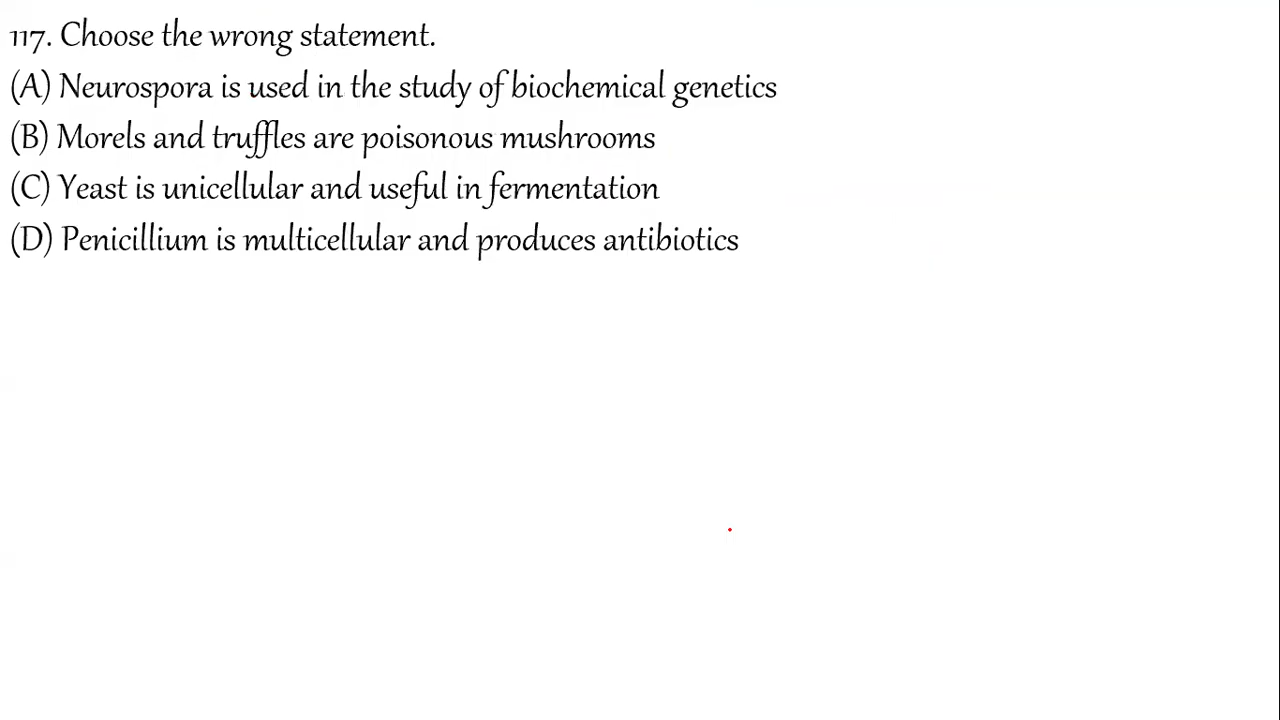 117. Choose the wrong statement.
(A) Neurospora is used in the study of biochemical genetics
(B) Morels and truffles are poisonous mushrooms
(C) Yeast is unicellular and useful in fermentation
(D) Penicillium is multicellular and produces antibiotics